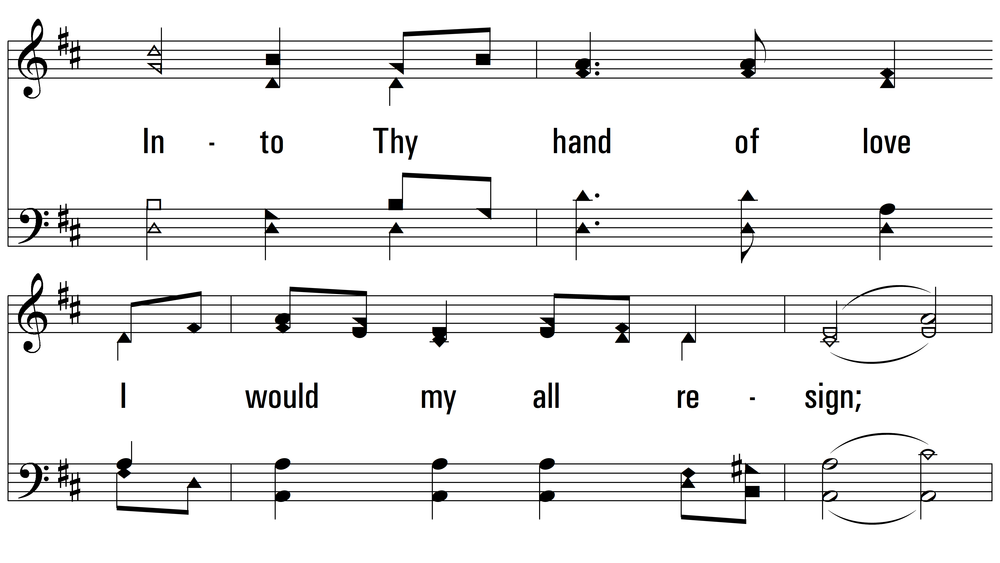 In - to Thy hand of love
I would my all re - sign;